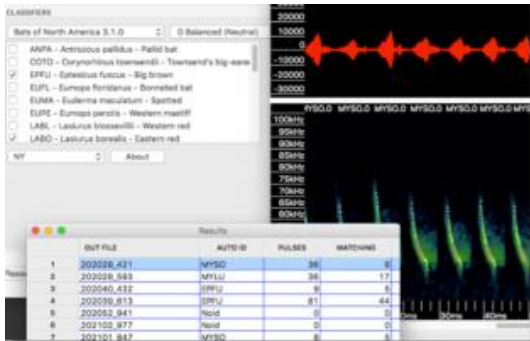 CLASSIFIERS
Bats of North America 3.1.0
0 Balanced (Neutral)
ANPA - Antrozous pallidus - Pallid bat
COTO - Corynorhinus townsendii - Townsend's big-eared
EPFU - Eptesicus fuscus - Big brown
EUFL - Eumops floridanus - Bonneted bat
EUMA - Euderma maculatum - Spotted
EUPE - Eumops perotis - Western mastiff
LABL - Lasiurus blossevillii - Western red
LABO - Lasiurus borealis - Eastern red
NY
About
20000
10000
0
-10000
-20000
-30000
MYSO.0 MYSO.0 MYSO.0 MYSO.0 MYSO.0 MYSO.0
100kHz
95kHz
90kHz
85kHz
80kHz
75kHz
70kHz
65kHz
60kHz
30ms
40ms
Results
OUT FILE AUTO ID PULSES MATCHING
1 202028_421 MYSO 36
2 202028_593 MYLU 36 17
3 202040_432 EPFU 9 5
4 202039_613 EPFU 81 44
5 202052_941 Noid 0 0
6 202102_977 Noid 0 0
7 202101_847 MYSO 6